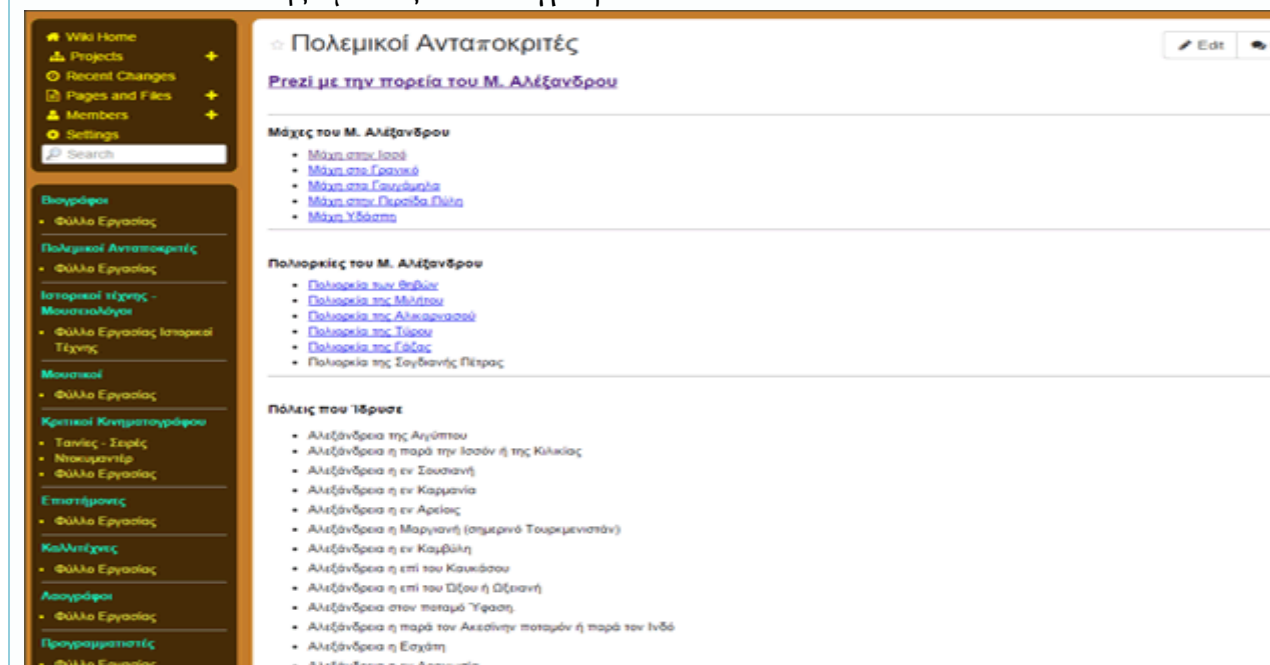 Wiki Home
Projects
Recent Changes
Pages and Files
Members
Settings
Search
Βιογράφοι
Φύλλο Εργασίας
Πολεμικοί Ανταποκριτές
Φύλλο Εργασίας
Ιστορικοί τέχνης -
Μουσειολόγοι
Φύλλο Εργασίας Ιστορικοί
Τέχνης
Μουσικοί
Φύλλο Εργασίας
Κριτικοί Κινηματογράφου
Ταινίες - Σειρές
Ντοκυμαντέρ
Φύλλο Εργασίας
Επιστήμονες
Φύλλο Εργασίας
Καλλιτέχνες
Φύλλο Εργασίας
Λαογράφοι
Φύλλο Εργασίας
Προγραμματιστές
Φύλλο Εργασίας
Πολεμικοί Ανταποκριτές
Edit
Prezi με την πορεία του Μ. Αλέξανδρου
Μάχες του Μ. Αλέξανδρου
Μάχη στην Ισσό
Μάχη στο Γρανικό
Μάχη στα Γαυγάμηλα
Μάχη στην Περσίδα Πύλη
Μάχη Υδάσπη
Πολιορκίες του Μ. Αλέξανδρου
Πολιορκία των Θηβών
Πολιορκία της Μιλήτου
Πολιορκία της Αλικαρνασού
Πολιορκία της Τύρου
Πολιορκία της Γάζας
Πολιορκία της Σογδιανής Πέτρας
Πόλεις που Ίδρυσε
Αλεξάνδρεια της Αιγύπτου
Αλεξάνδρεια η παρά την Ισσόν ή της Κιλικίας
Αλεξάνδρεια η εν Σουσιανή
Αλεξάνδρεια η εν Καρμανία
Αλεξάνδρεια η εν Αρείοις
Αλεξάνδρεια η Μαργιανή (σημερινό Τουρκμενιστάν)
Αλεξάνδρεια η εν Καμβύλη
Αλεξάνδρεια η επί του Καυκάσου
Αλεξάνδρεια η επί του Ώξου ή Ωξειανή
Αλεξάνδρεια στον ποταμό Ύφαση.
Αλεξάνδρεια η παρά τον Ακεσίνην ποταμόν ή παρά τον Ινδό
Αλεξάνδρεια η Εσχάτη